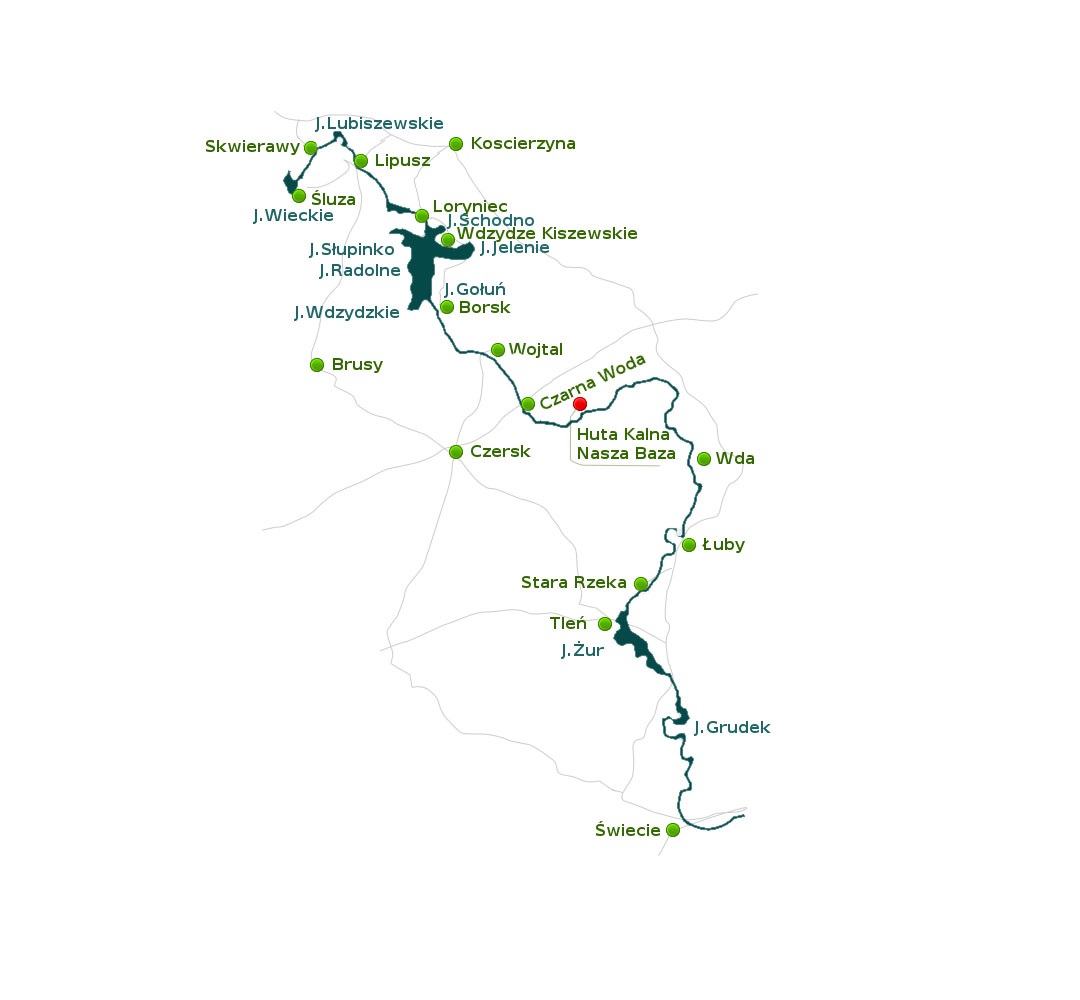 J.Lubiszewskie
Skwierawy
Koscierzyna
Lipusz
Śluza
J.Wieckie
Loryniec
J.Schodno
Wdzydze Kiszewskie
J.Jelenie
J.Słupinko
J.Radolne
J.Gołuń
Borsk
J.Wdzydzkie
Wojtal
Brusy
Czarna Woda
Huta Kalna
Nasza Baza
Czersk
Wda
Łuby
Stara Rzeka
Tleń
J.Żur
J.Grudek
Świecie